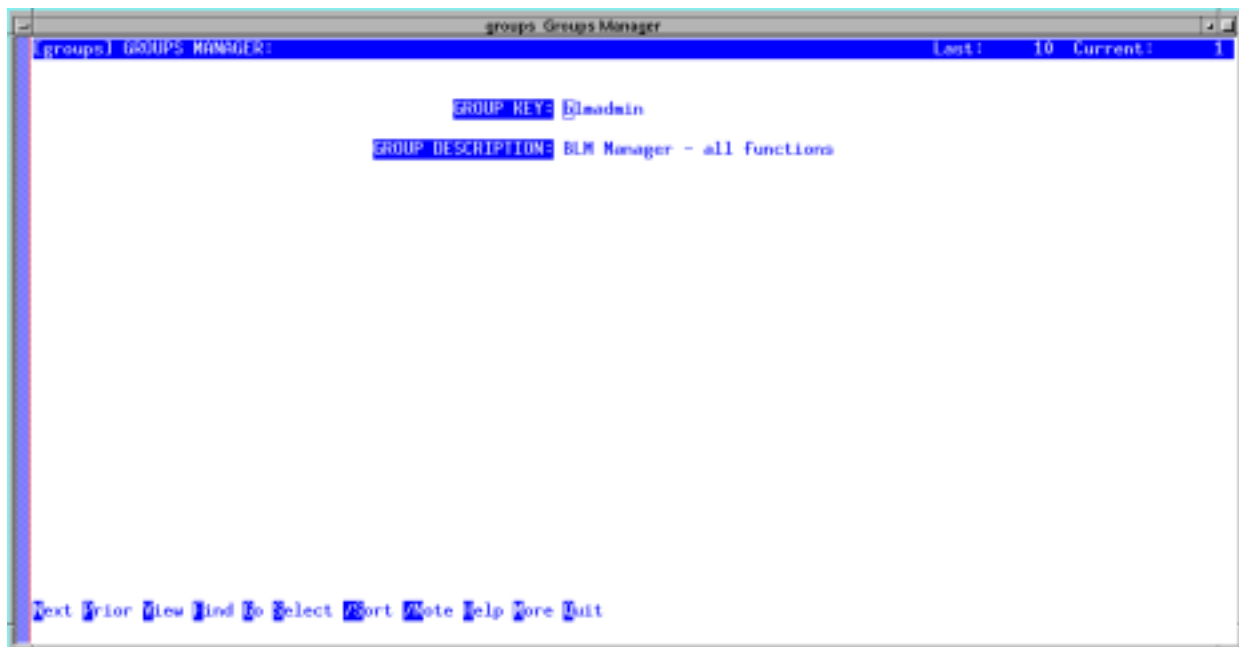 groups Groups Manager
[groups] GROUPS MANAGER: Last: 10 Current: 1
GROUP KEY: blmadmin
GROUP DESCRIPTION: BLM Manager - all functions
Next Prior View Find Go Select /Sort /Note Help More Quit